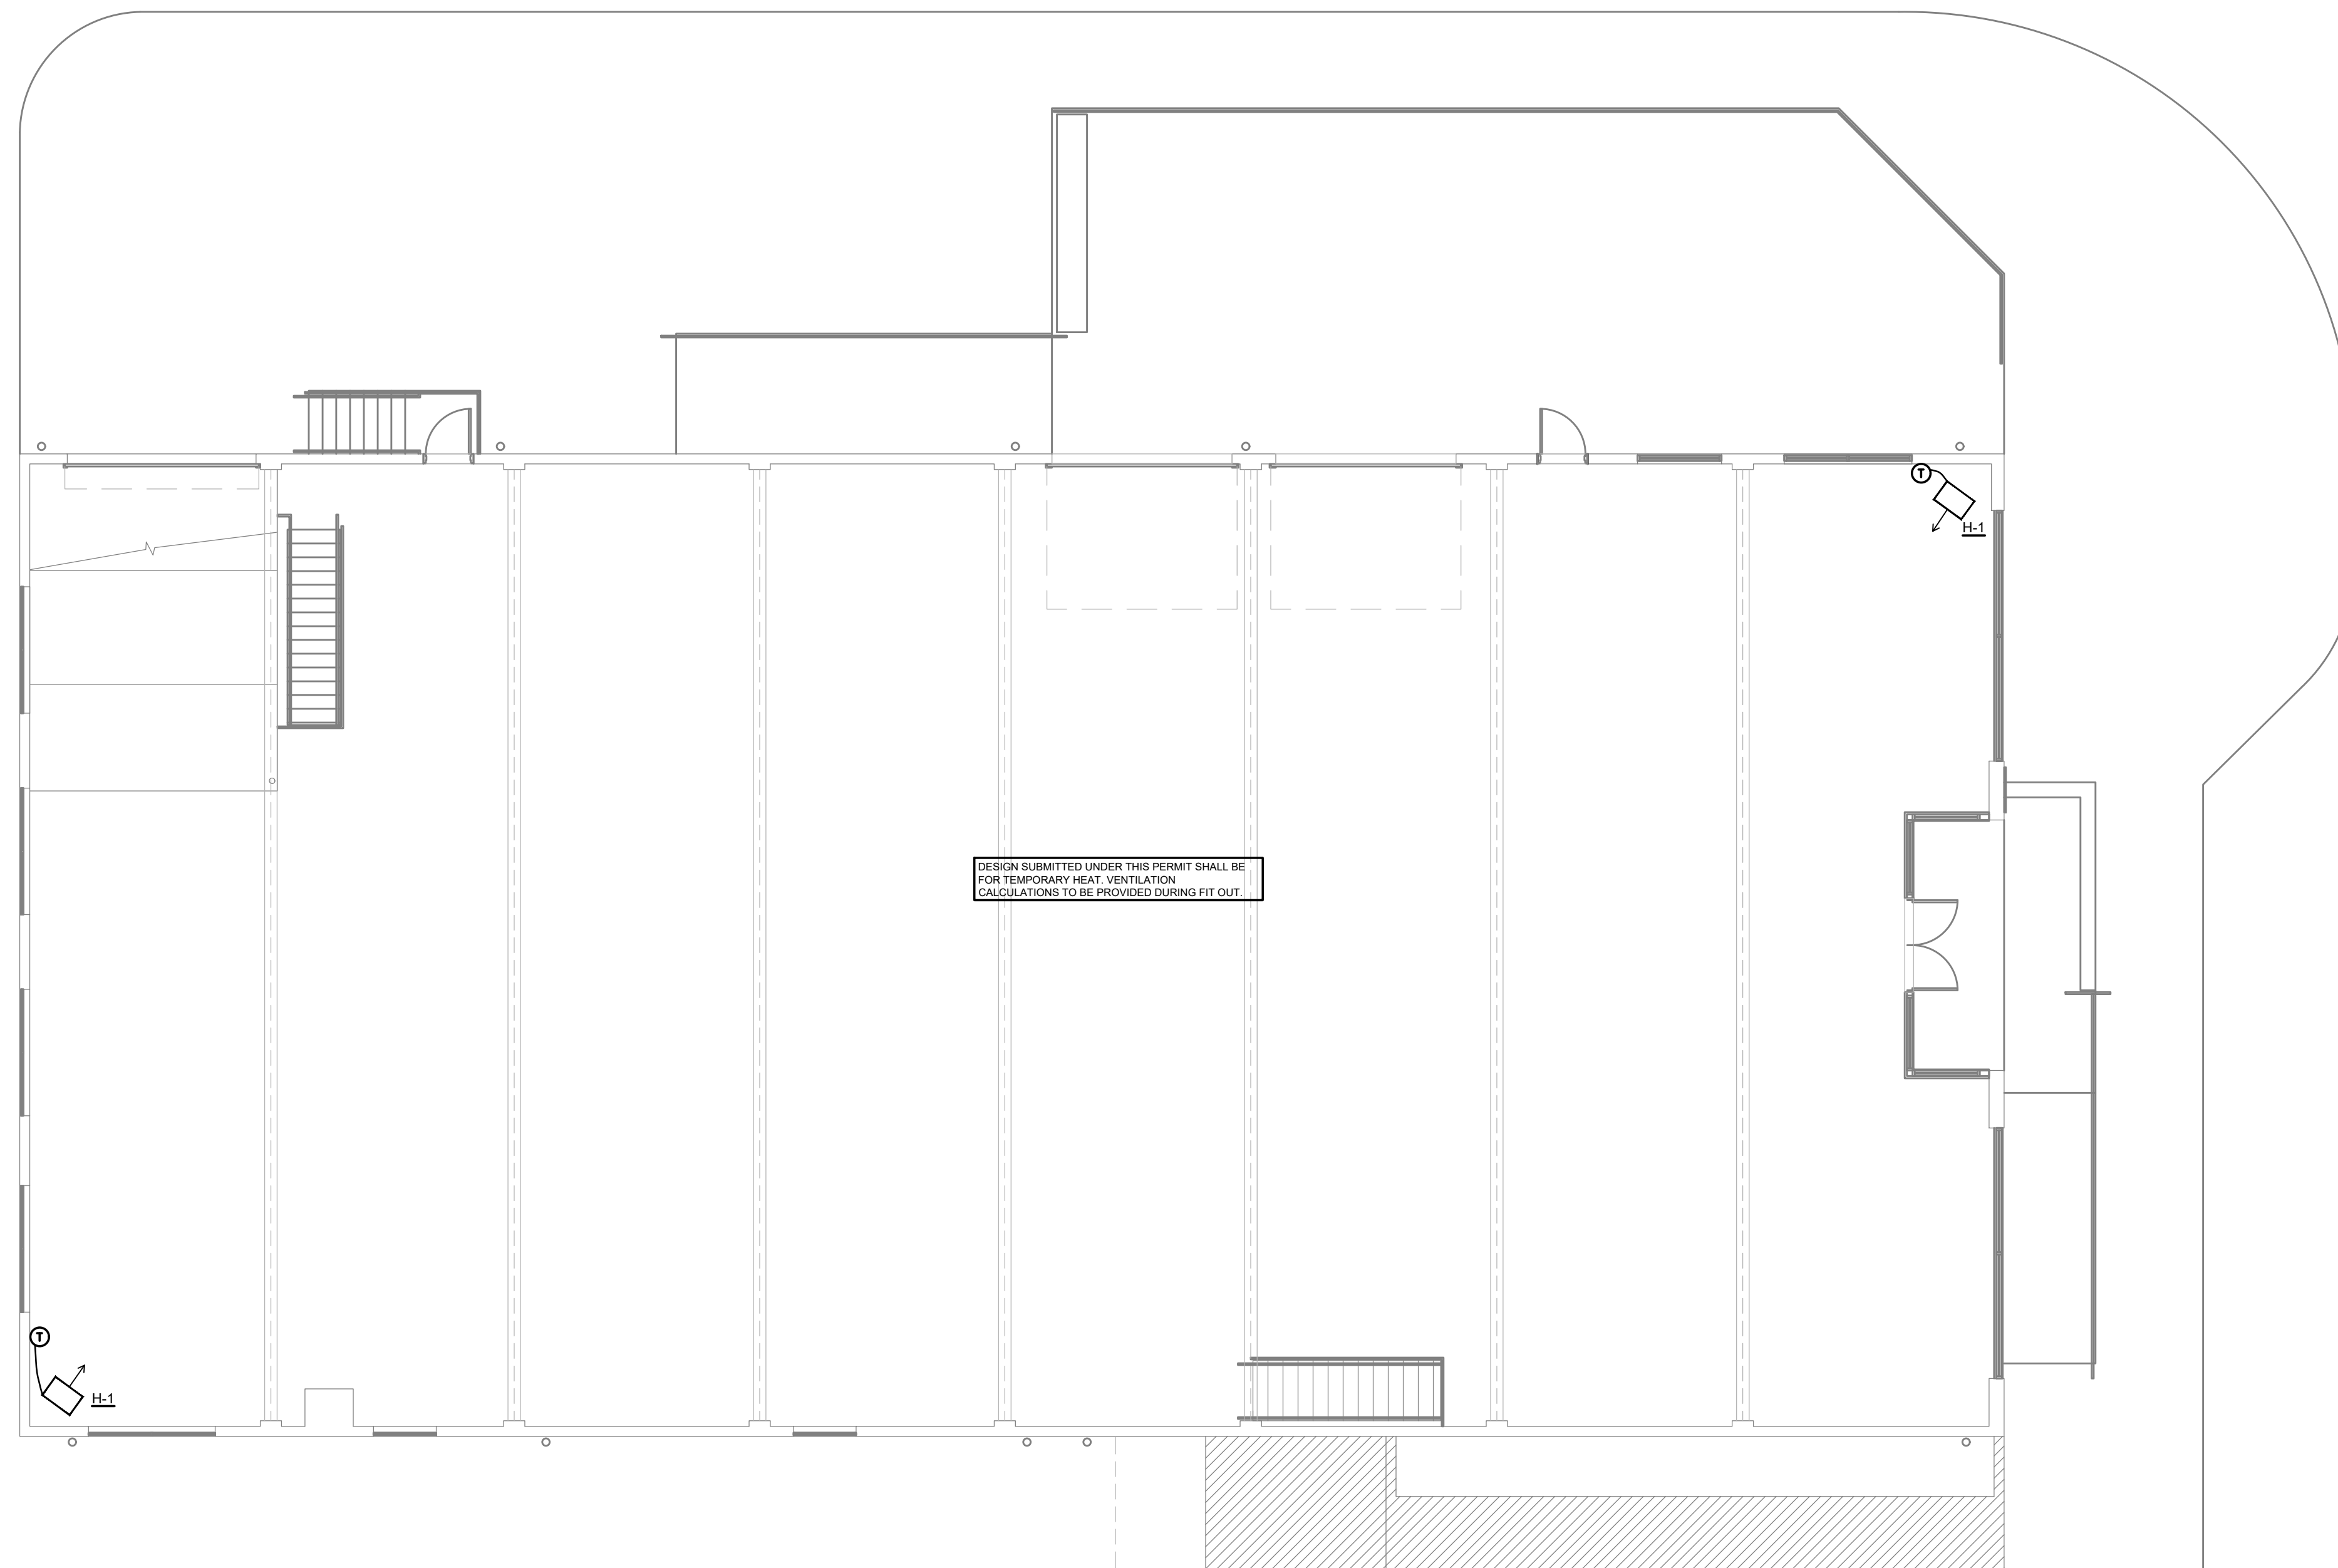 T
H-1
DESIGN SUBMITTED UNDER THIS PERMIT SHALL BE
FOR TEMPORARY HEAT. VENTILATION
CALCULATIONS TO BE PROVIDED DURING FIT OUT.
T
H-1